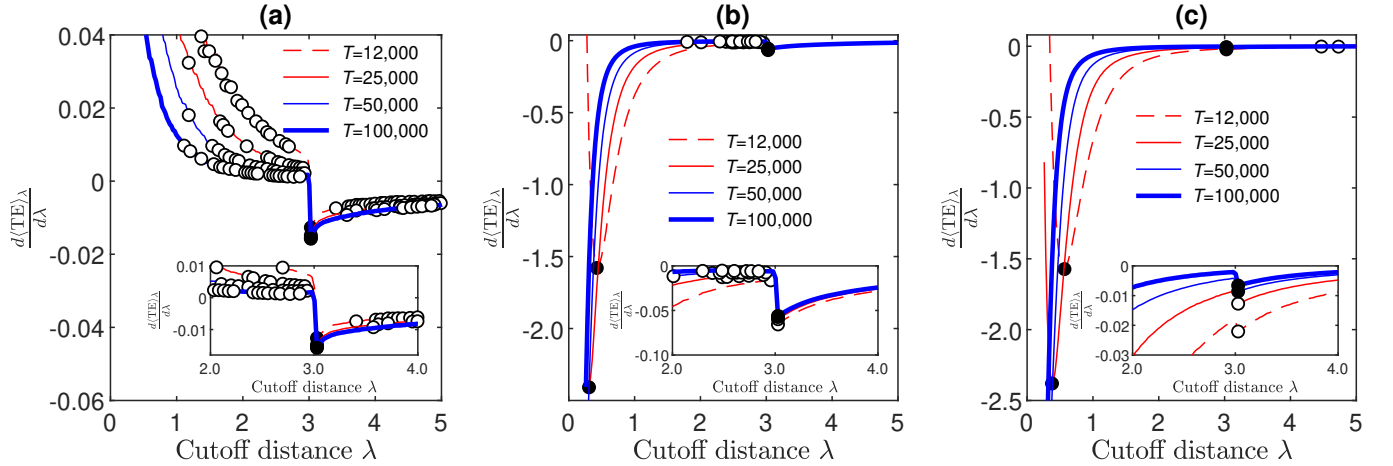 (a)
0.04
0.02
0
-0.02
-0.04
-0.06
d⟨TE⟩λ
dλ
T=12,000
T=25,000
T=50,000
T=100,000
0.01
0
-0.01
d⟨TE⟩λ
dλ
2.0 3.0 4.0
Cutoff distance λ
0 1 2 3 4 5
Cutoff distance λ
(b)
0
-0.5
-1.0
-1.5
-2.0
d⟨TE⟩λ
dλ
T=12,000
T=25,000
T=50,000
T=100,000
0
-0.05
-0.10
d⟨TE⟩λ
dλ
2.0 3.0 4.0
Cutoff distance λ
0 1 2 3 4 5
Cutoff distance λ
(c)
0
-0.5
-1.0
-1.5
-2.0
-2.5
d⟨TE⟩λ
dλ
T=12,000
T=25,000
T=50,000
T=100,000
0
-0.01
-0.02
-0.03
d⟨TE⟩λ
dλ
2.0 3.0 4.0
Cutoff distance λ
0 1 2 3 4 5
Cutoff distance λ